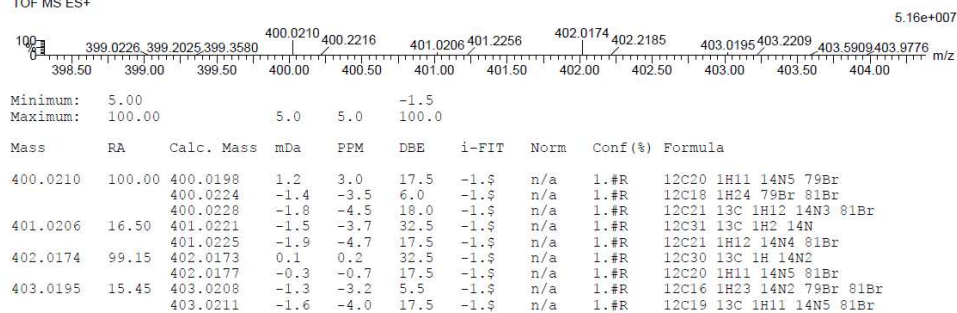 TOF MS ES+
5.16e+007
400.0210 402.0174
100 399.0226 399.2025 399.3580 400.2216 401.0206 401.2256 402.2185 403.0195 403.2209 403.5909 403.9776
%
0 m/z
398.50 399.00 399.50 400.00 400.50 401.00 401.50 402.00 402.50 403.00 403.50 404.00
Minimum: 5.00 -1.5
Maximum: 100.00 5.0 5.0 100.0
Mass RA Calc. Mass mDa PPM DBE i-FIT Norm Conf(%) Formula
400.0210 100.00 400.0198 1.2 3.0 17.5 -1.$ n/a 1.#R 12C20 1H11 14N5 79Br
400.0224 -1.4 -3.5 6.0 -1.$ n/a 1.#R 12C18 1H24 79Br 81Br
400.0228 -1.8 -4.5 18.0 -1.$ n/a 1.#R 12C21 13C 1H12 14N3 81Br
401.0206 16.50 401.0221 -1.5 -3.7 32.5 -1.$ n/a 1.#R 12C31 13C 1H2 14N
401.0225 -1.9 -4.7 17.5 -1.$ n/a 1.#R 12C21 1H12 14N4 81Br
402.0174 99.15 402.0173 0.1 0.2 32.5 -1.$ n/a 1.#R 12C30 13C 1H 14N2
402.0177 -0.3 -0.7 17.5 -1.$ n/a 1.#R 12C20 1H11 14N5 81Br
403.0195 15.45 403.0208 -1.3 -3.2 5.5 -1.$ n/a 1.#R 12C16 1H23 14N2 79Br 81Br
403.0211 -1.6 -4.0 17.5 -1.$ n/a 1.#R 12C19 13C 1H11 14N5 81Br